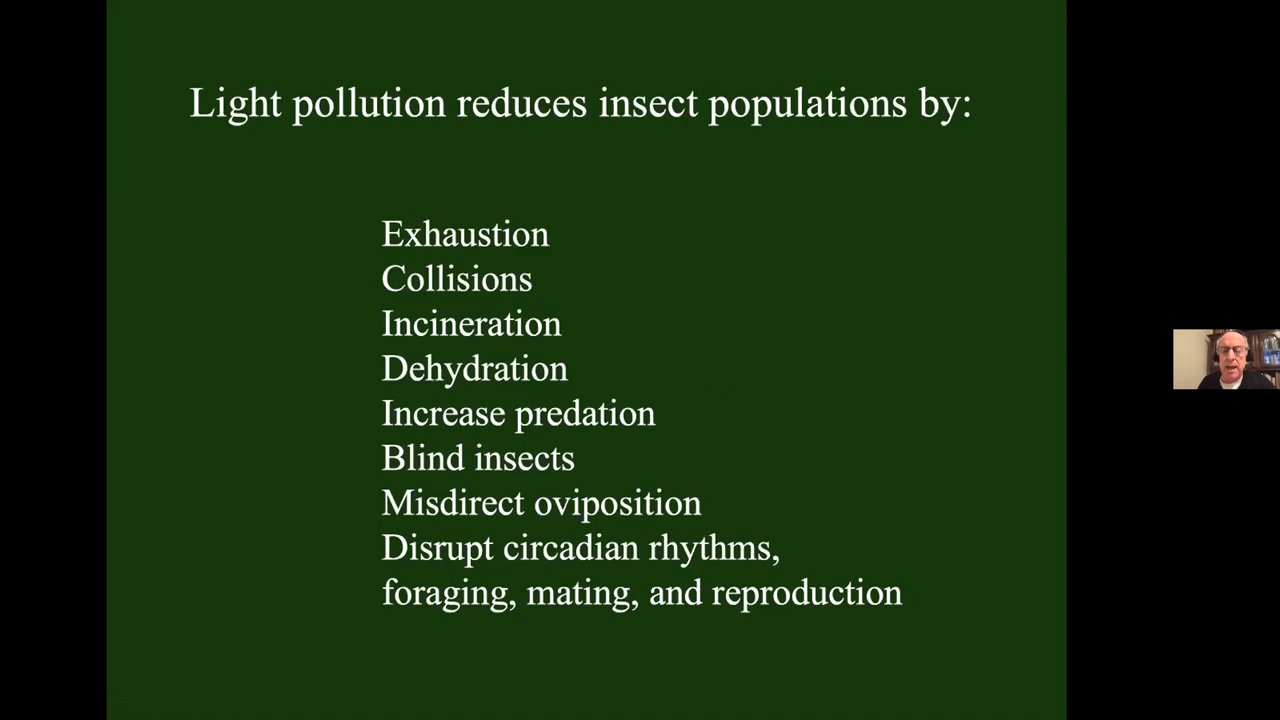 Light pollution reduces insect populations by:
Exhaustion
Collisions
Incineration
Dehydration
Increase predation
Blind insects
Misdirect oviposition
Disrupt circadian rhythms,
foraging, mating, and reproduction